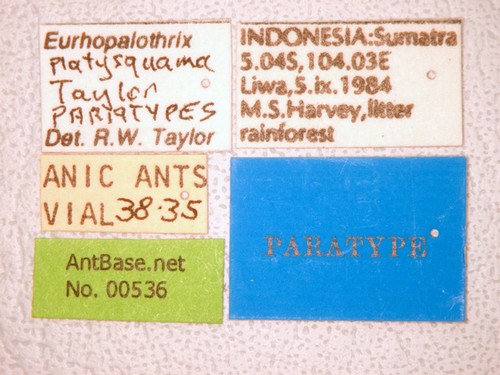 Eurhopalothrix
platysquama
Taylor
PARATYPES
Det. R.W. Taylor
INDONESIA:Sumatra
5.04S,104.03E
Liwa,5.ix.1984
M.S.Harvey,litter
rainforest
ANIC ANTS
VIAL 38.35
PARATYPE
AntBase.net
No. 00536